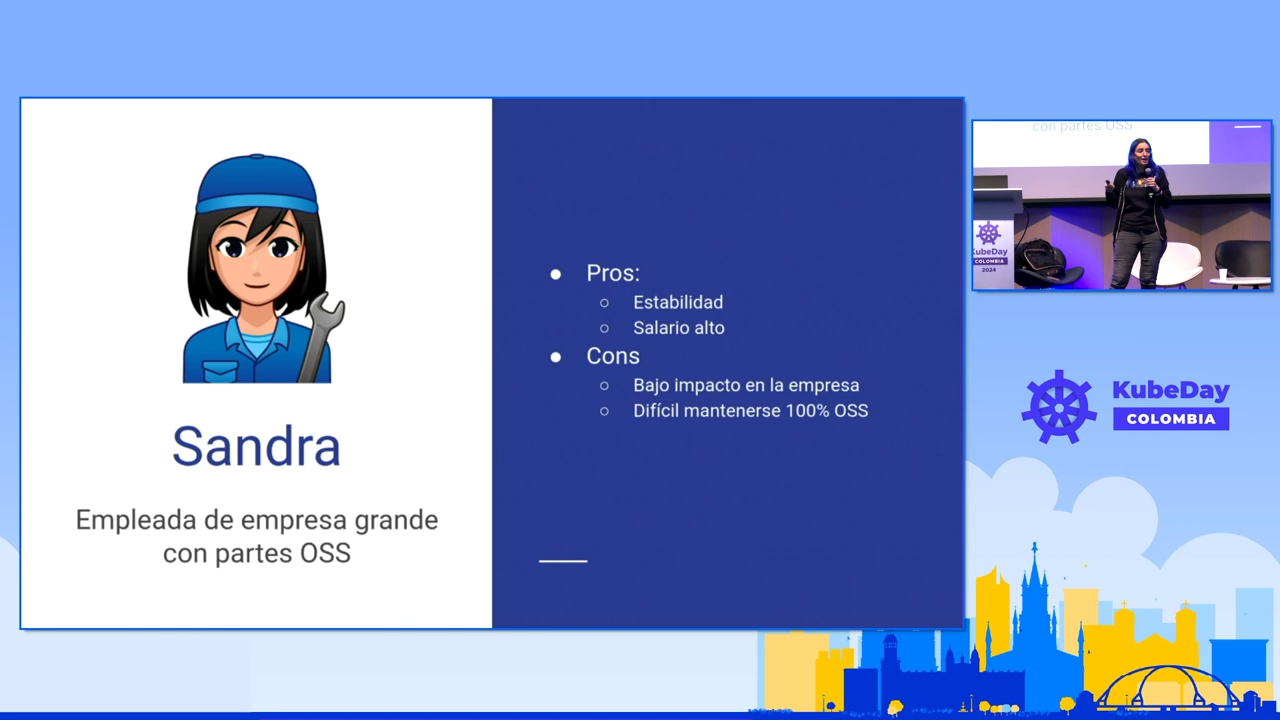 Sandra
Empleada de empresa grande
con partes OSS
Pros:
Estabilidad
Salario alto
Cons
Bajo impacto en la empresa
Difícil mantenerse 100% OSS
con partes OSS
KubeDay
COLOMBIA
2024
KubeDay
COLOMBIA